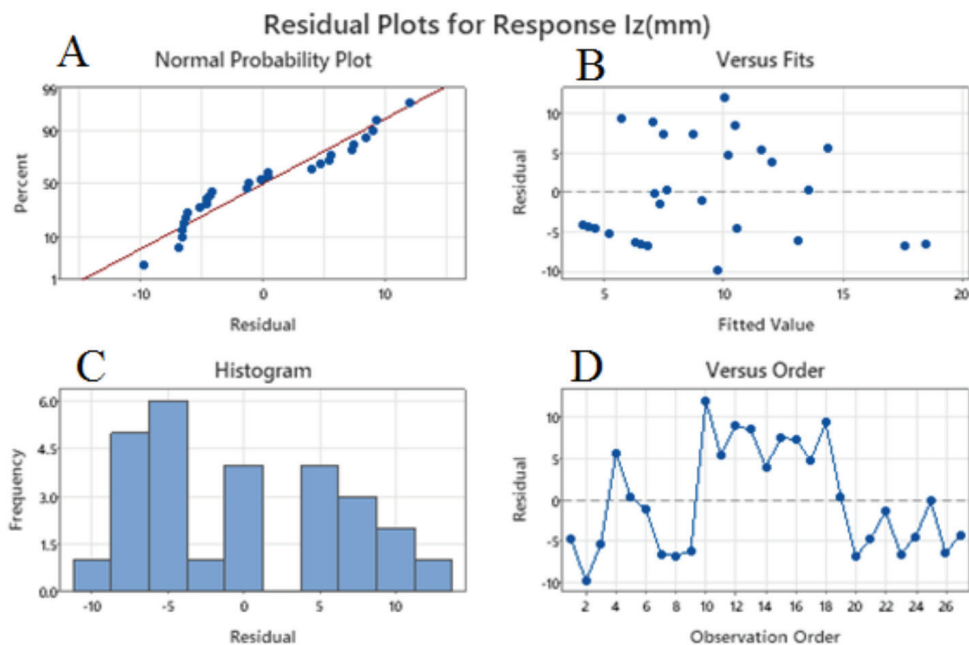 Residual Plots for Response Iz(mm)
A
Normal Probability Plot
99
90
50
10
1
Percent
-10 0 10
Residual
B
Versus Fits
10
5
0
-5
-10
Residual
5 10 15 20
Fitted Value
C
Histogram
6.0
4.5
3.0
1.5
0.0
Frequency
-10 -5 0 5 10
Residual
D
Versus Order
10
5
0
-5
-10
Residual
2 4 6 8 10 12 14 16 18 20 22 24 26
Observation Order